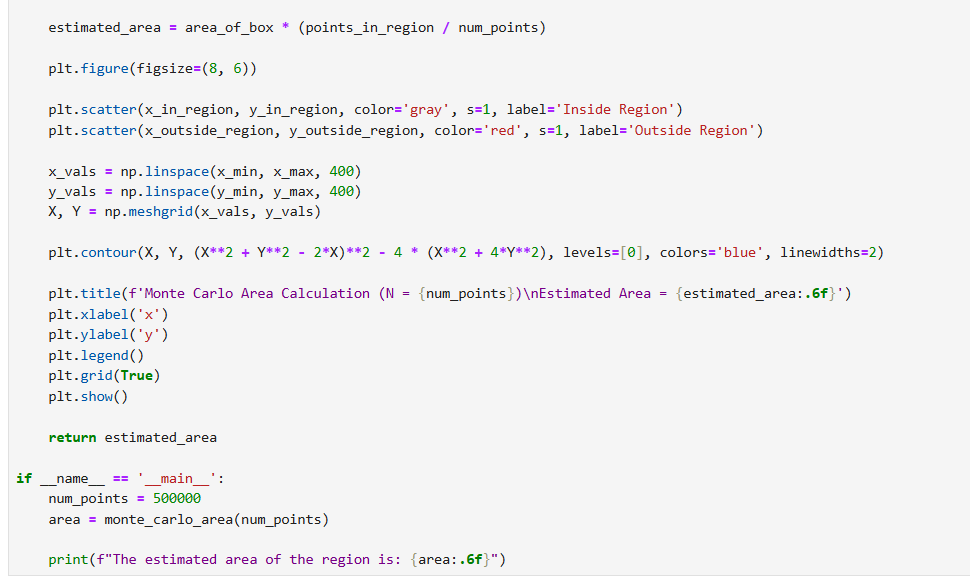 estimated_area = area_of_box * (points_in_region / num_points)
plt.figure(figsize=(8, 6))
plt.scatter(x_in_region, y_in_region, color='gray', s=1, label='Inside Region')
plt.scatter(x_outside_region, y_outside_region, color='red', s=1, label='Outside Region')
x_vals = np.linspace(x_min, x_max, 400)
y_vals = np.linspace(y_min, y_max, 400)
X, Y = np.meshgrid(x_vals, y_vals)
plt.contour(X, Y, (X**2 + Y**2 - 2*X)**2 - 4 * (X**2 + 4*Y**2), levels=[0], colors='blue', linewidths=2)
plt.title(f'Monte Carlo Area Calculation (N = {num_points})\nEstimated Area = {estimated_area:.6f}')
plt.xlabel('x')
plt.ylabel('y')
plt.legend()
plt.grid(True)
plt.show()
return estimated_area
if __name__ == '__main__':
num_points = 500000
area = monte_carlo_area(num_points)
print(f"The estimated area of the region is: {area:.6f}")